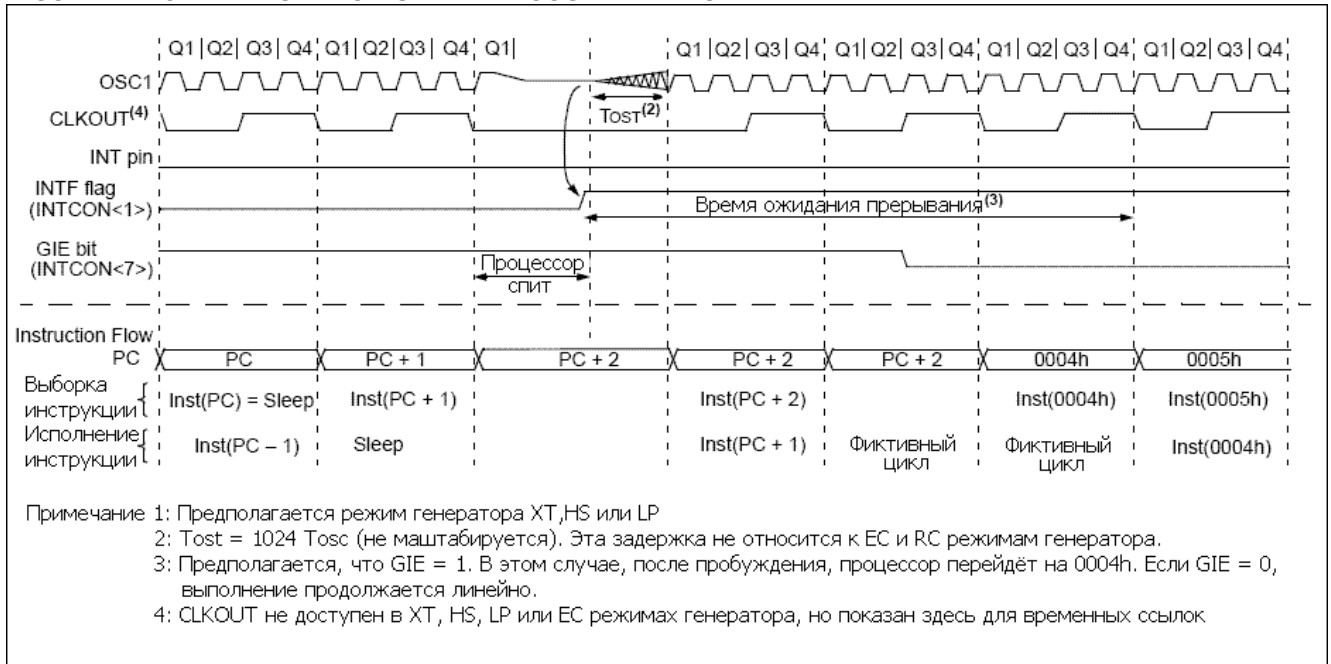 Q1 | Q2 | Q3 | Q4 Q1 | Q2 | Q3 | Q4 Q1 | Q1 | Q2 | Q3 | Q4 Q1 | Q2 | Q3 | Q4 Q1 | Q2 | Q3 | Q4 Q1 | Q2 | Q3 | Q4
OSC1
CLKOUT(4)
TOST(2)
INT pin
INTF flag
(INTCON<1>)
Время ожидания прерывания(3)
GIE bit
(INTCON<7>)
Процессор
спит
Instruction Flow
PC PC PC + 1 PC + 2 PC + 2 PC + 2 0004h 0005h
Выборка
инструкции { Inst(PC) = Sleep Inst(PC + 1) Inst(PC + 2) Inst(0004h) Inst(0005h)
Исполнение
инструкции { Inst(PC – 1) Sleep Inst(PC + 1) Фиктивный цикл Фиктивный цикл Inst(0004h)
Примечание 1: Предполагается режим генератора XT,HS или LP
2: Tost = 1024 Tosc (не маштабируется). Эта задержка не относится к EC и RC режимам генератора.
3: Предполагается, что GIE = 1. В этом случае, после пробуждения, процессор перейдёт на 0004h. Если GIE = 0,
выполнение продолжается линейно.
4: CLKOUT не доступен в XT, HS, LP или EC режимах генератора, но показан здесь для временных ссылок